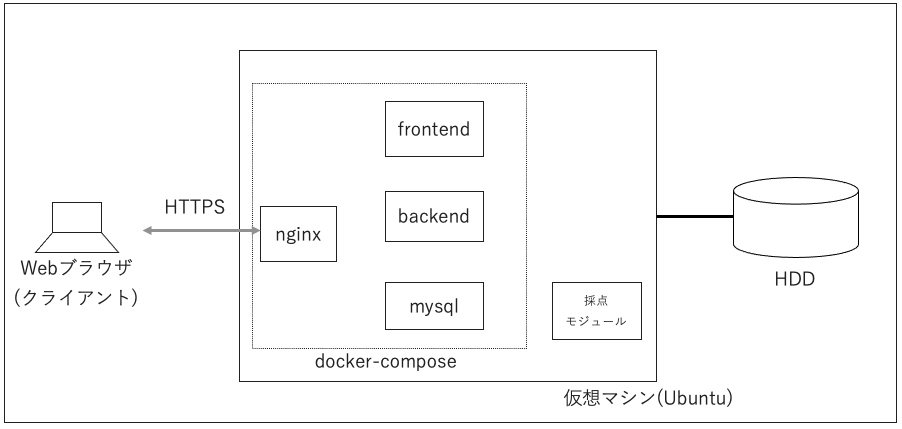 frontend
HTTPS
backend
nginx
Webブラウザ
(クライアント)
mysql
採点
モジュール
HDD
docker-compose
仮想マシン(Ubuntu)